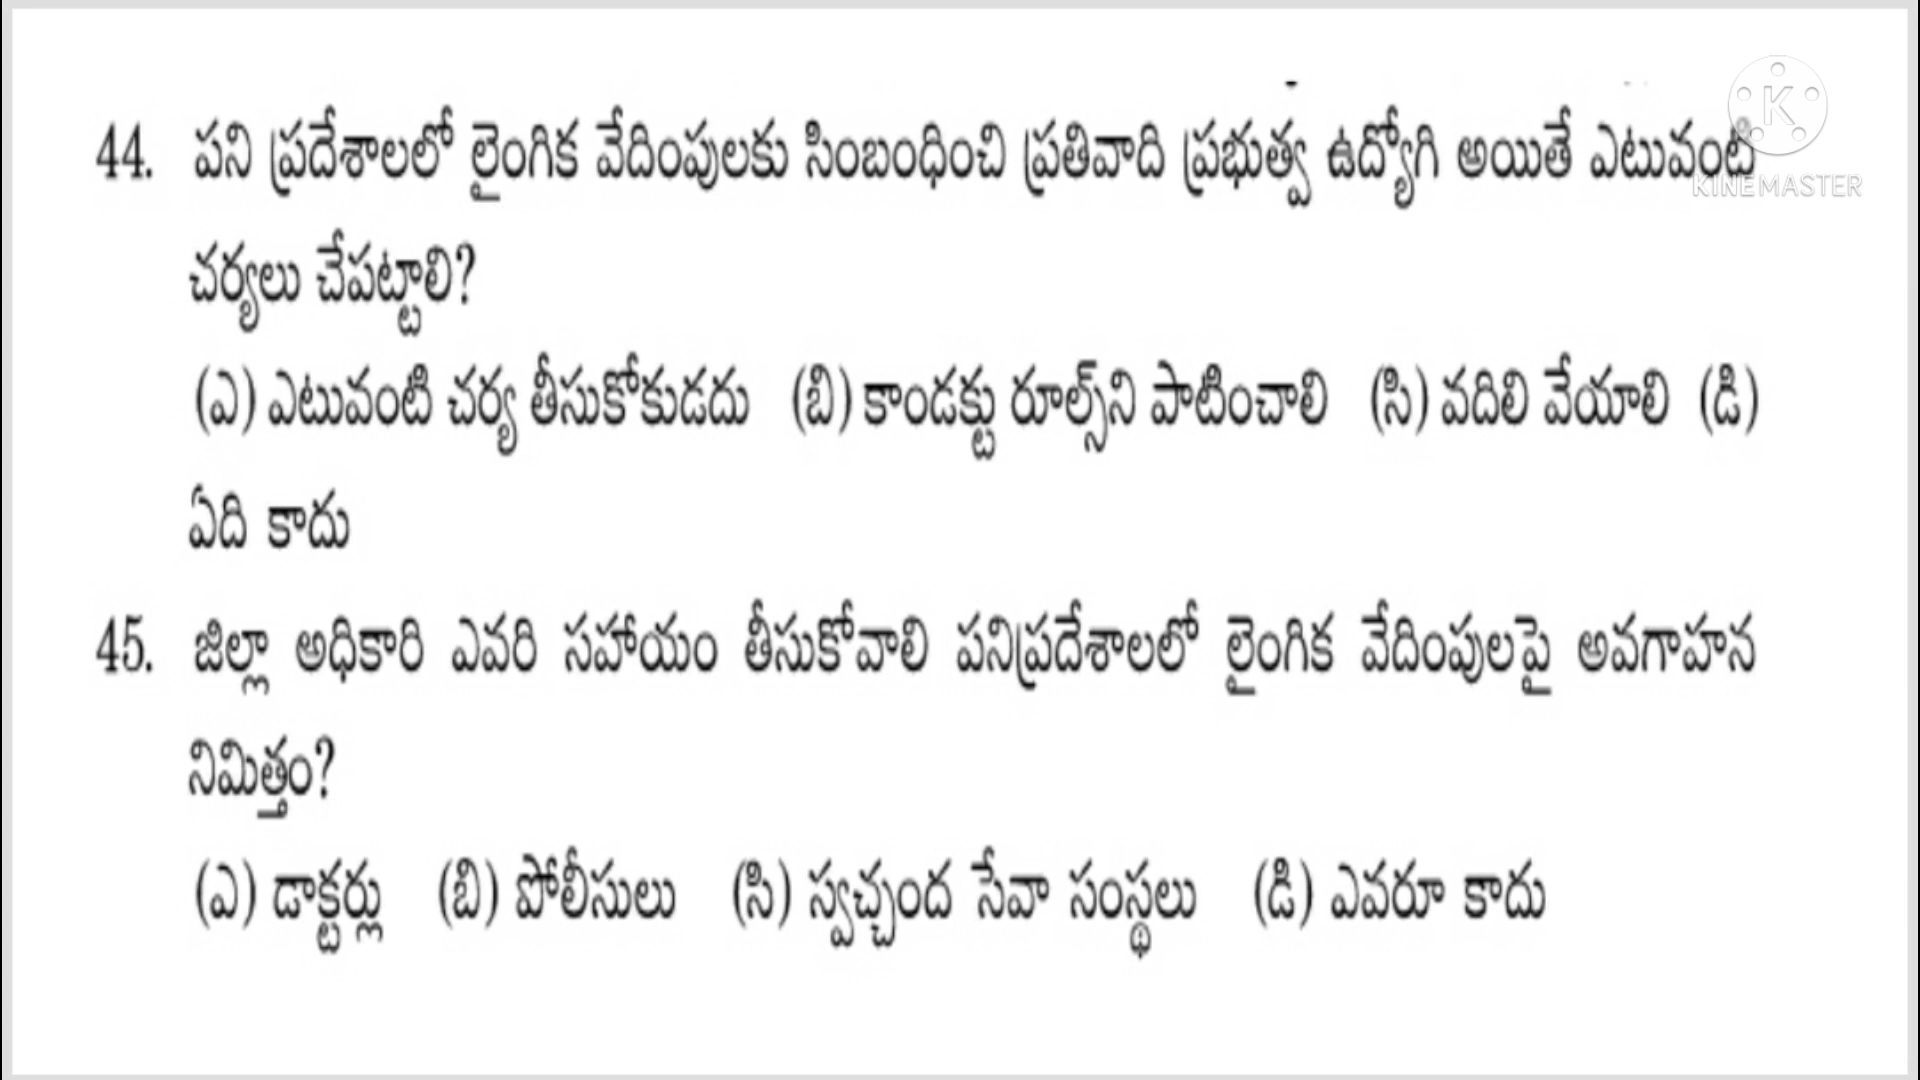 44. పని ప్రదేశాలలో లైంగిక వేదింపులకు సింబంధించి ప్రతివాది ప్రభుత్వ ఉద్యోగి అయితే ఎటువంటి
చర్యలు చేపట్టాలి?
(ఎ) ఎటువంటి చర్య తీసుకోకుడదు (బి) కాండక్టు రూల్స్‌ని పాటించాలి (సి) వదిలి వేయాలి (డి)
ఏది కాదు
45. జిల్లా అధికారి ఎవరి సహాయం తీసుకోవాలి పనిప్రదేశాలలో లైంగిక వేదింపులపై అవగాహన
నిమిత్తం?
(ఎ) డాక్టర్లు (బి) పోలీసులు (సి) స్వచ్చంద సేవా సంస్థలు (డి) ఎవరూ కాదు
K
KINEMASTER